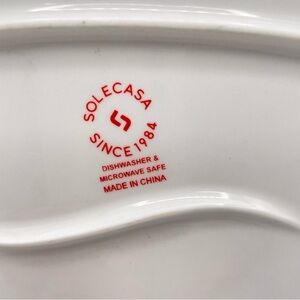 SOLECASA
SINCE 1984
DISHWASHER &
MICROWAVE SAFE
MADE IN CHINA